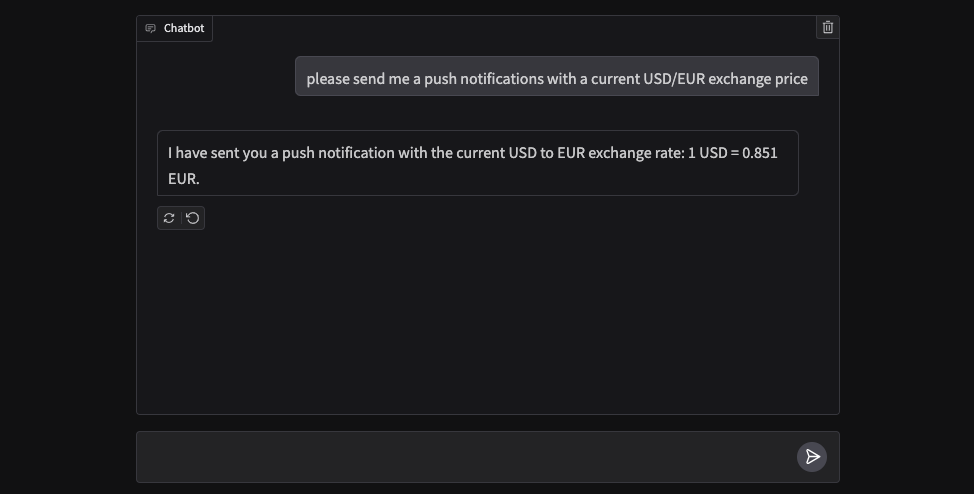 Chatbot
please send me a push notifications with a current USD/EUR exchange price
I have sent you a push notification with the current USD to EUR exchange rate: 1 USD = 0.851
EUR.